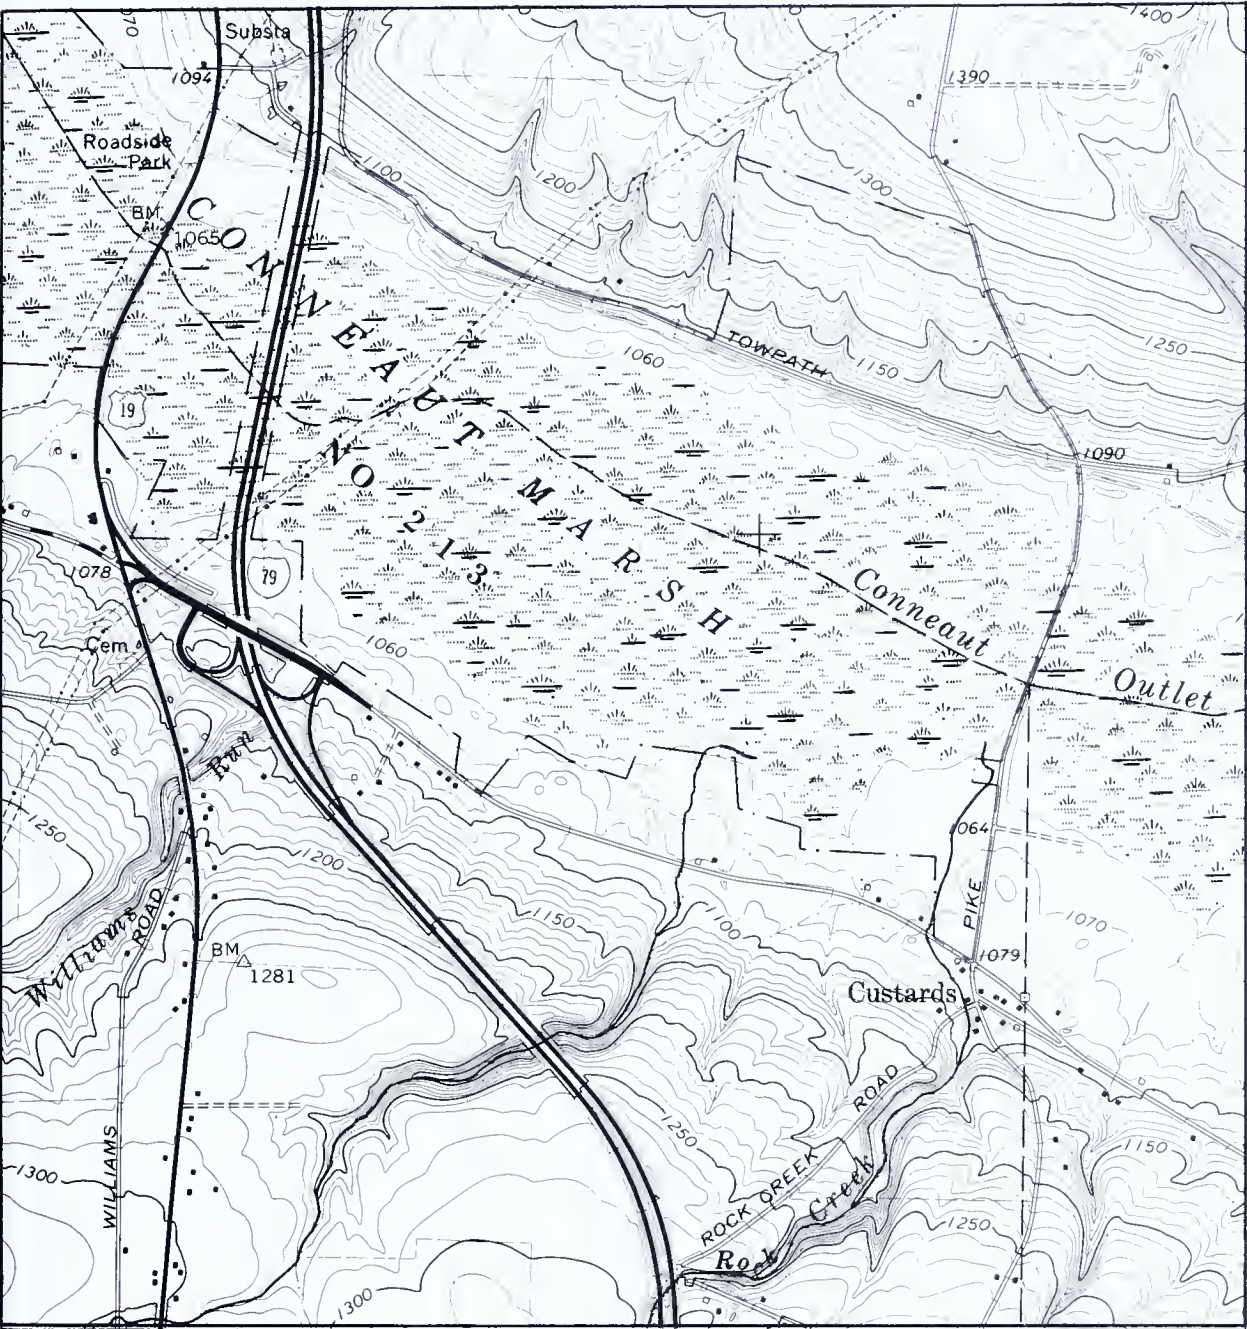 070
Substa
1400
1094
1390
Roadside
Park
1100
1200
1300
BM
1065
CONNEAUT MARSH
NO 213
TOWPATH
1060
1150
1250
19
1090
1078
79
Conneaut
Outlet
Cem
1060
Run
1250
1064
1200
ROAD
PIKE
1150
1100
1070
Williams
BM
1281
1079
Custards
ROAD
1250
1150
WILLIAMS
1300
ROCK CREEK
Creek
1250
Rock
1300